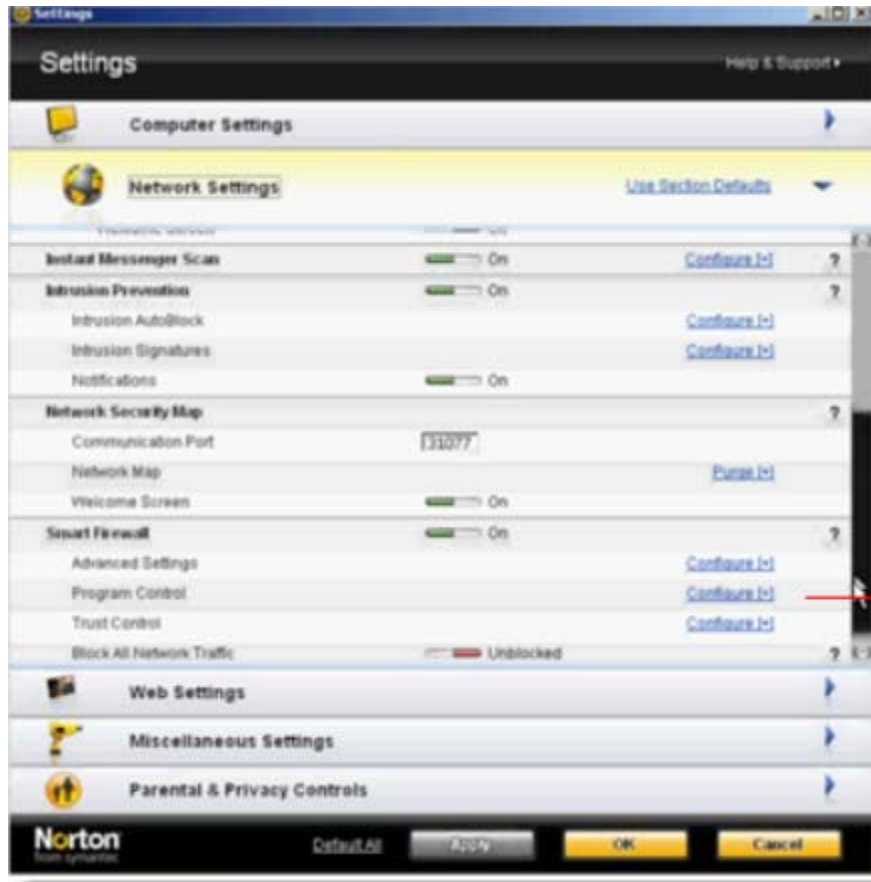 Settings
Settings
Help & Support
Computer Settings
Network Settings
Use Section Defaults
On
Instant Messenger Scan On Configure [+] ?
Intrusion Prevention On ?
Intrusion AutoBlock Configure [+]
Intrusion Signatures Configure [+]
Notifications On
Network Security Map ?
Communication Port 31077
Network Map Purge [+]
Welcome Screen On
Smart Firewall On ?
Advanced Settings Configure [+]
Program Control Configure [+]
Trust Control Configure [+]
Block All Network Traffic Unblocked ?
Web Settings
Miscellaneous Settings
Parental & Privacy Controls
Norton
from symantec
Default All
Apply
OK
Cancel